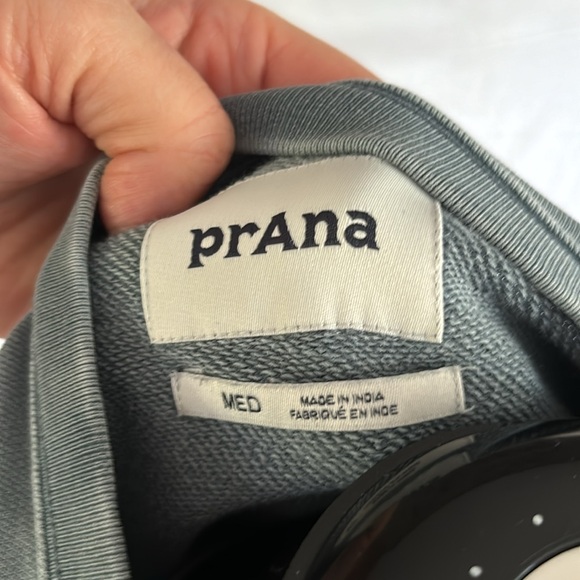 prAna
MED
MADE IN INDIA
FABRIQUÉ EN INDE